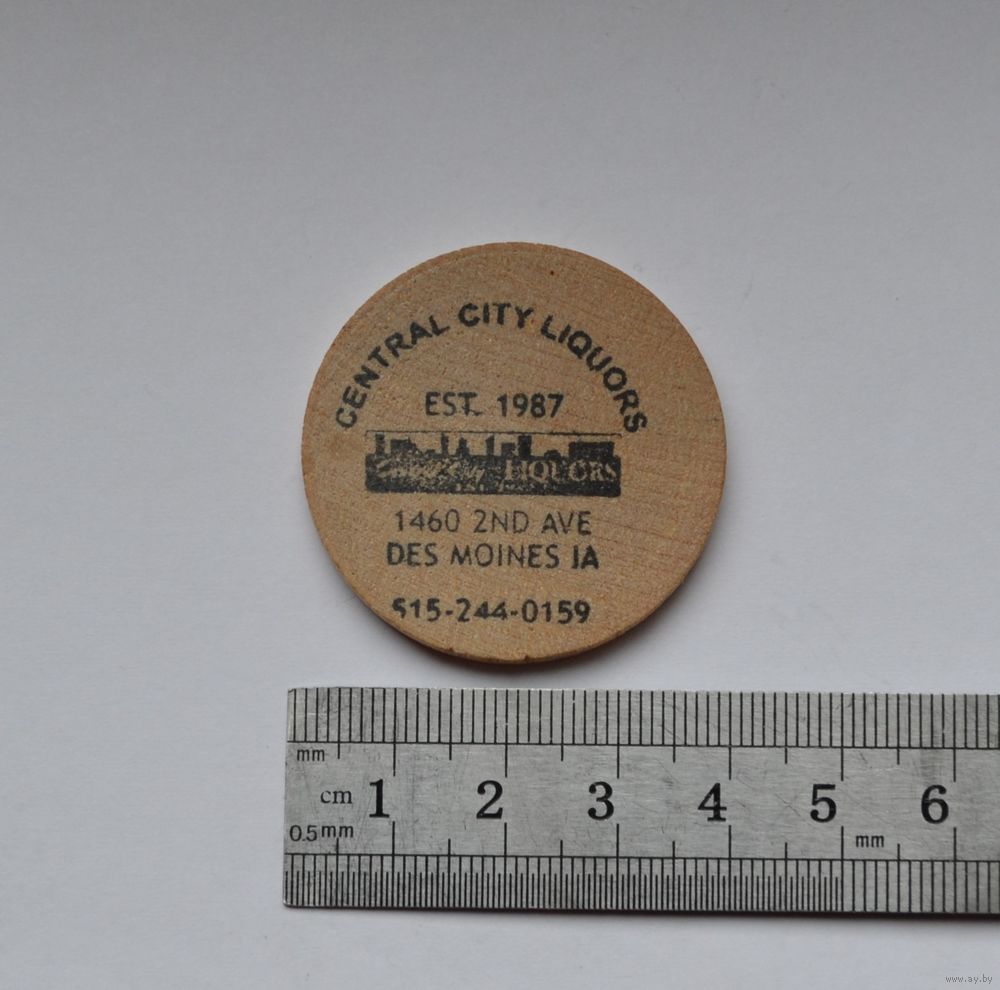 CENTRAL CITY LIQUORS
EST. 1987
LIQUORS
1460 2ND AVE
DES MOINES IA
515-244-0159
mm
cm 1 2 3 4 5 6
0.5mm
mm
www.ay.by